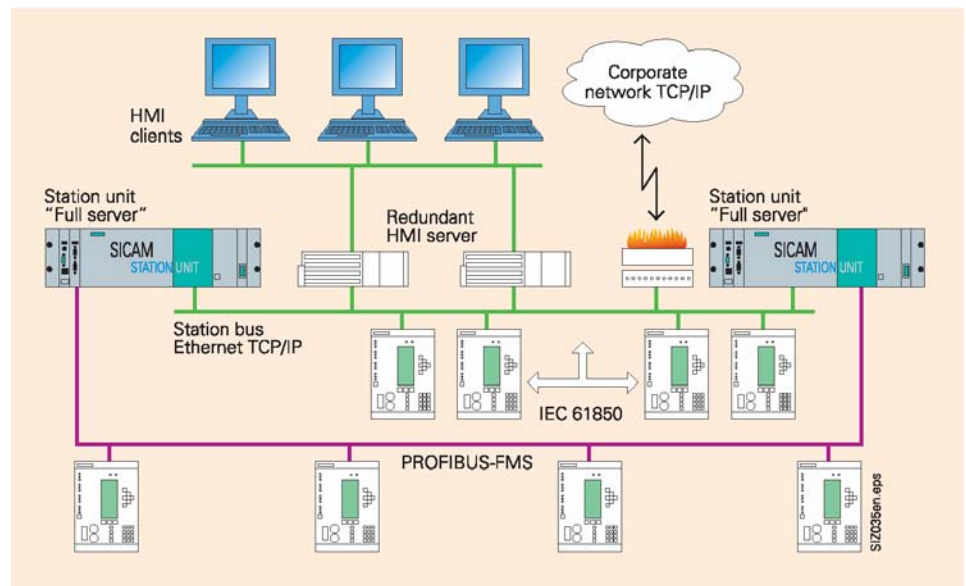 Corporate
network TCP/IP
HMI
clients
Station unit
"Full server"
Redundant
HMI server
Station unit
"Full server"
SICAM
STATION UNIT
SICAM
STATION UNIT
Station bus
Ethernet TCP/IP
IEC 61850
PROFIBUS-FMS
SIZ035en.eps